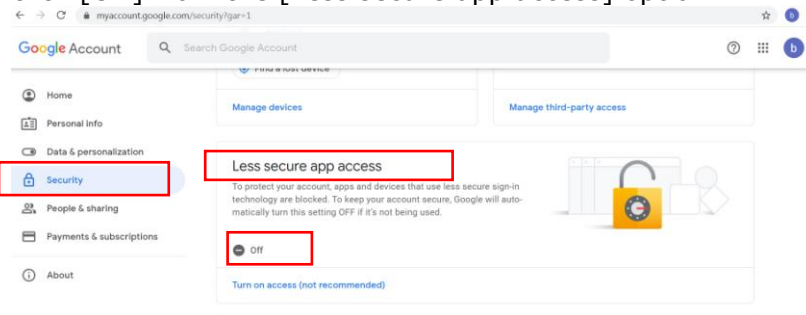 myaccount.google.com/security?gar=1
b
Google Account
Search Google Account
b
Find a lost device
Home
Manage devices
Manage third-party access
Personal info
Data & personalization
Less secure app access
Security
To protect your account, apps and devices that use less secure sign-in
technology are blocked. To keep your account secure, Google will auto-
matically turn this setting OFF if it's not being used.
People & sharing
Payments & subscriptions
Off
About
Turn on access (not recommended)